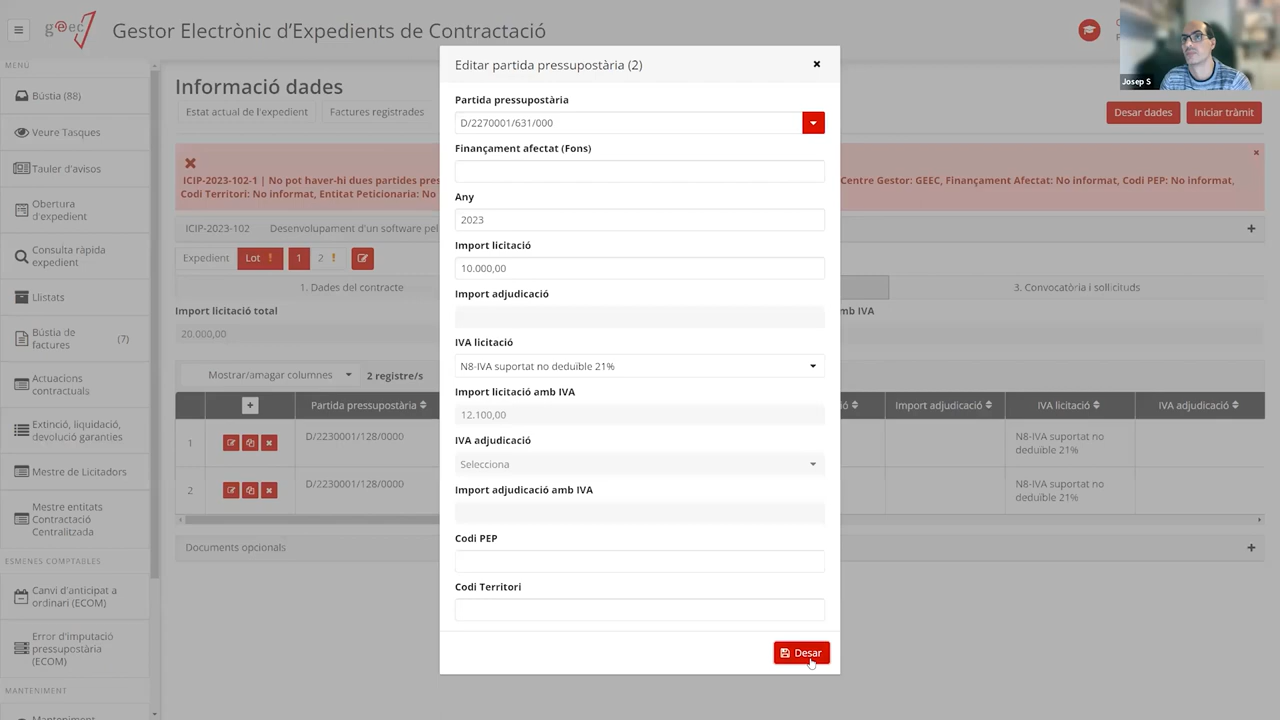 geec
Gestor Electrònic d'Expedients de Contractació
Josep S
MENÚ
Bústia (88)
Veure Tasques
Tauler d'avisos
Obertura
d'expedient
Consulta ràpida
expedient
Llistats
Bústia de
factures
(7)
Actuacions
contractuals
Extinció, liquidació,
devolució garanties
Mestre de Licitadors
Mestre entitats
Contractació
Centralitzada
ESMENES COMPTABLES
Canvi d'anticipat a
ordinari (ECOM)
Error d'imputació
pressupostària
(ECOM)
MANTENIMENT
Manteniment
Informació dades
Estat actual de l'expedient
Factures registrades
Desar dades
Iniciar tràmit
ICIP-2023-102-1 | No pot haver-hi dues partides pres
Centre Gestor: GEEC, Finançament Afectat: No informat, Codi PEP: No informat,
Codi Territori: No informat, Entitat Peticionaria: No
ICIP-2023-102
Desenvolupament d'un software pel
Expedient
Lot !
1
2 !
1. Dades del contracte
3. Convocatòria i sol·licituds
Import licitació total
mb IVA
20.000,00
Mostrar/amagar columnes
2 registre/s
Partida pressupostària
ió
Import adjudicació
IVA licitació
IVA adjudicació
1
D/2230001/128/0000
N8-IVA suportat no
deduïble 21%
2
D/2230001/128/0000
N8-IVA suportat no
deduïble 21%
Documents opcionals
Editar partida pressupostària (2)
Partida pressupostària
D/2270001/631/000
Finançament afectat (Fons)
Any
2023
Import licitació
10.000,00
Import adjudicació
IVA licitació
N8-IVA suportat no deduïble 21%
Import licitació amb IVA
12.100,00
IVA adjudicació
Selecciona
Import adjudicació amb IVA
Codi PEP
Codi Territori
Desar